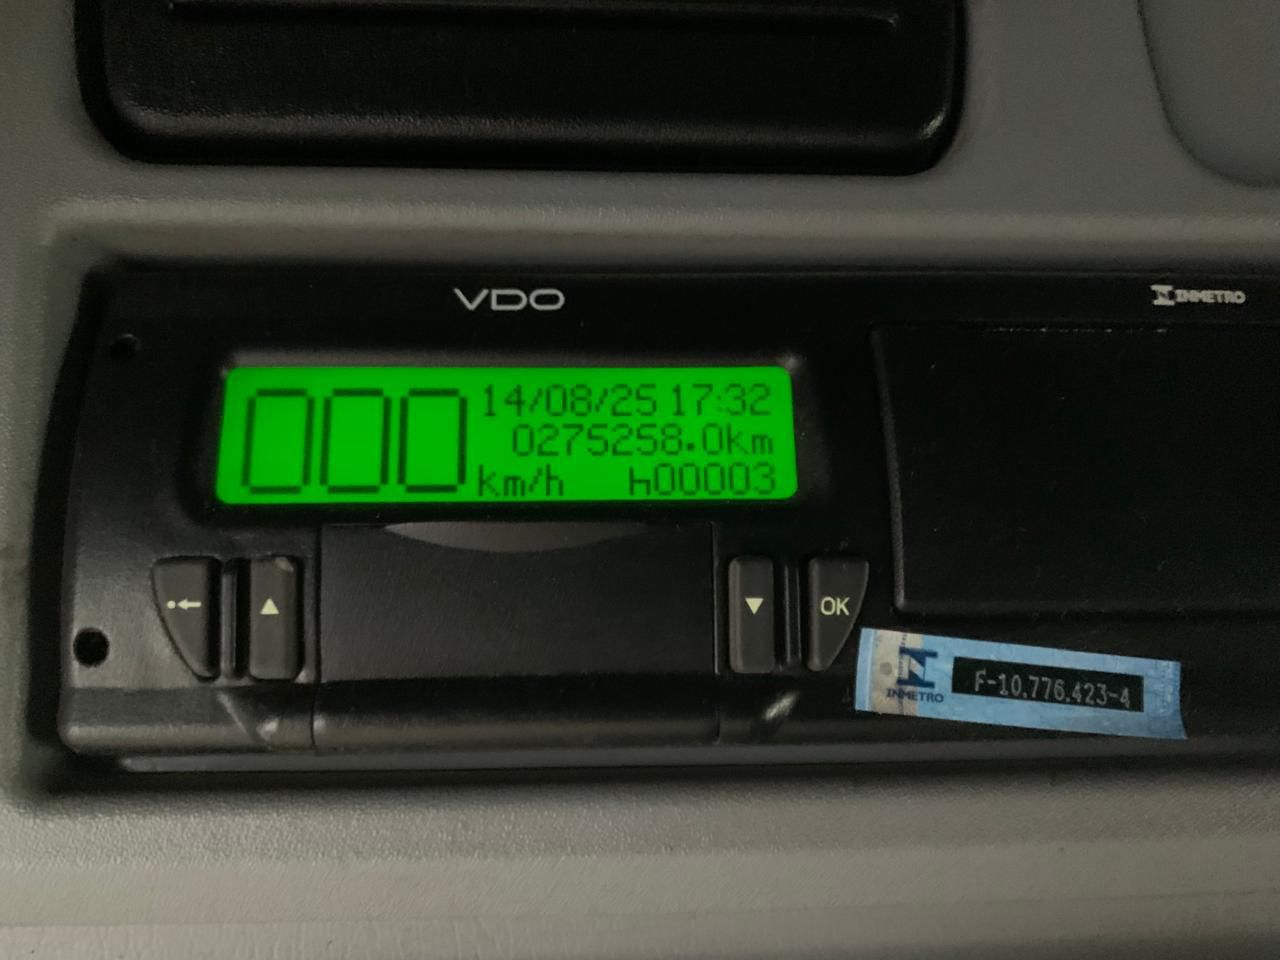 VDO
INMETRO
000 km/h
14/08/25 17:32
0275258.0km
h00003
OK
INMETRO
F-10.776.423-4